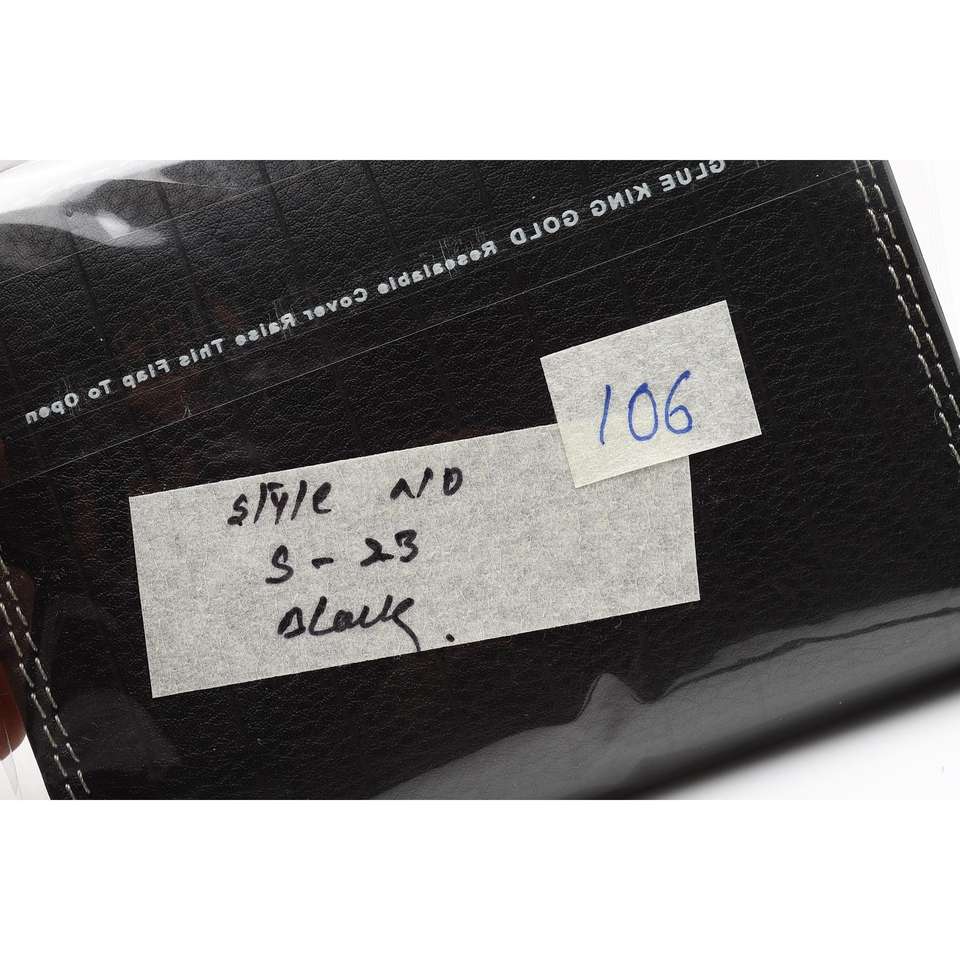 GLUE KING GOLD Resealable Cover Raise This Flap To Open
106
Style NO
S - 23
Black.